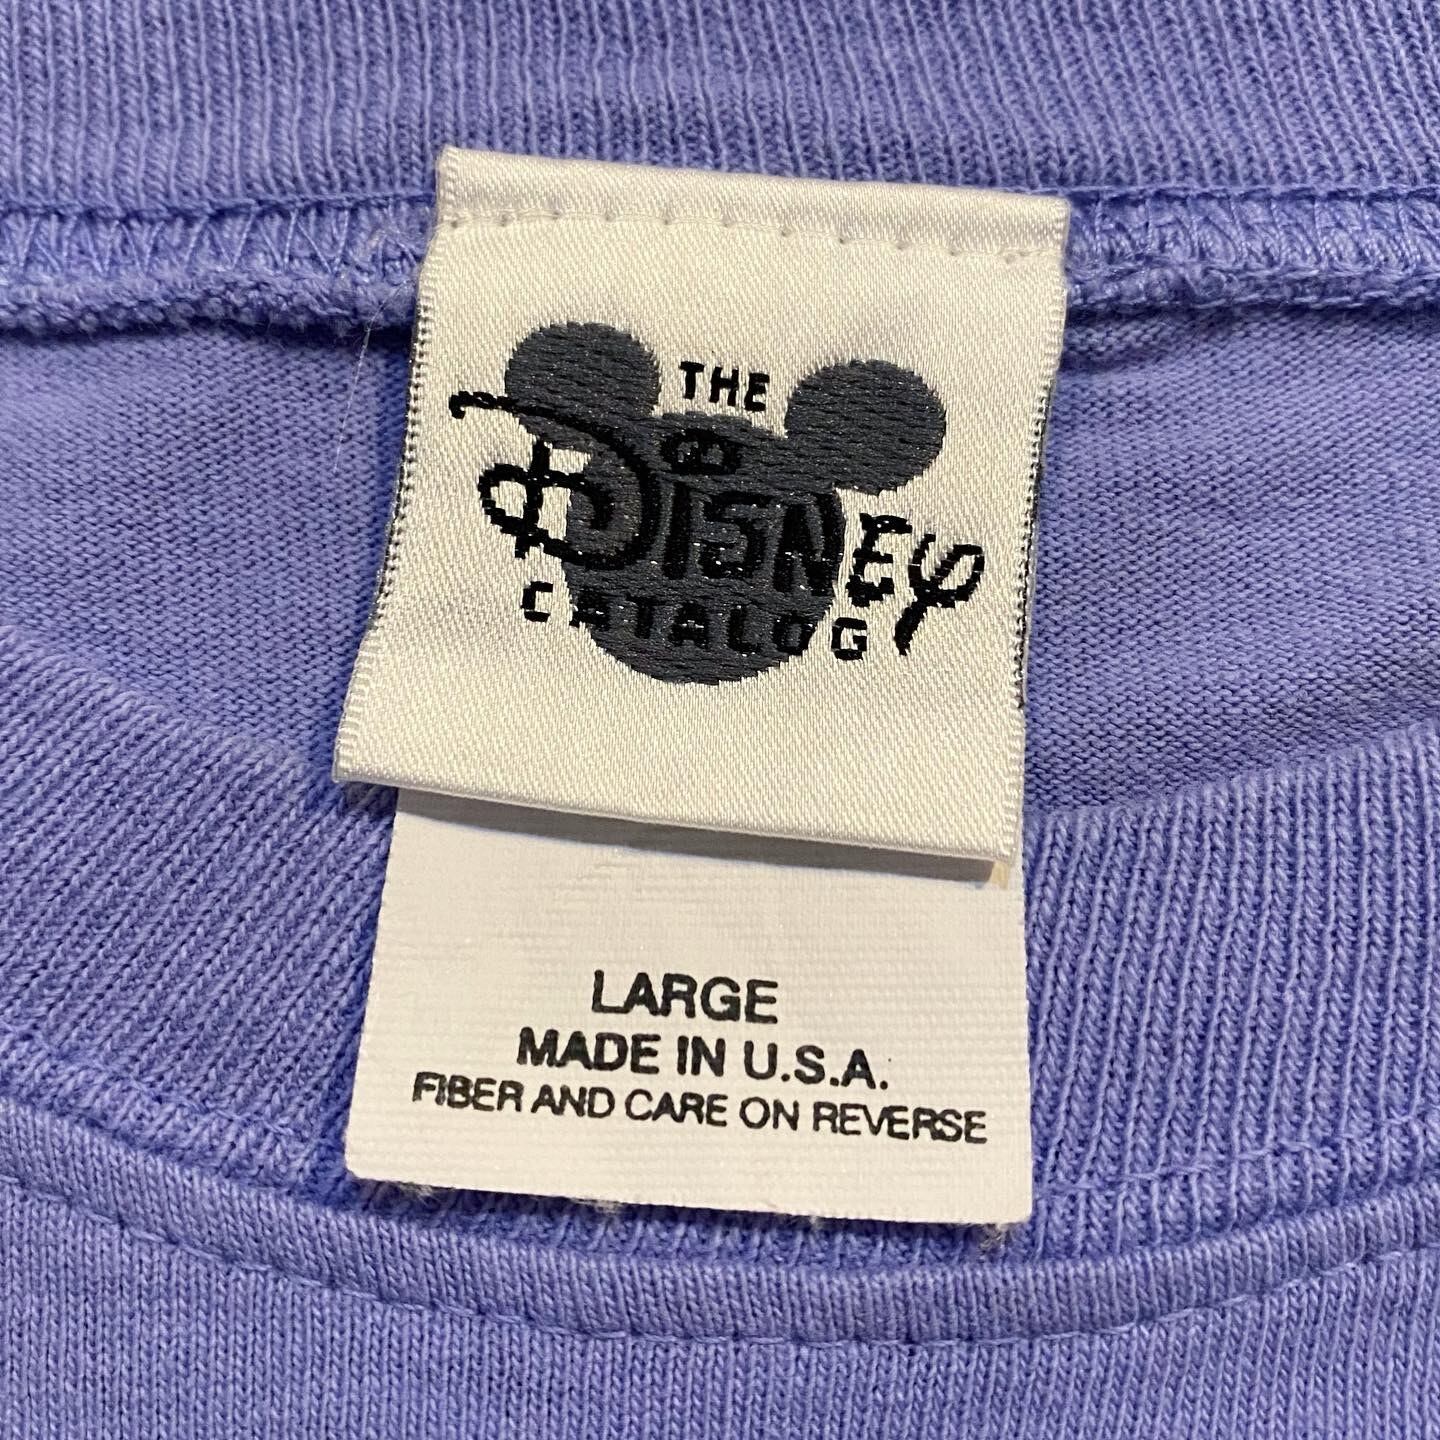 THE
DISNEY
CATALOG
LARGE
MADE IN U.S.A.
FIBER AND CARE ON REVERSE